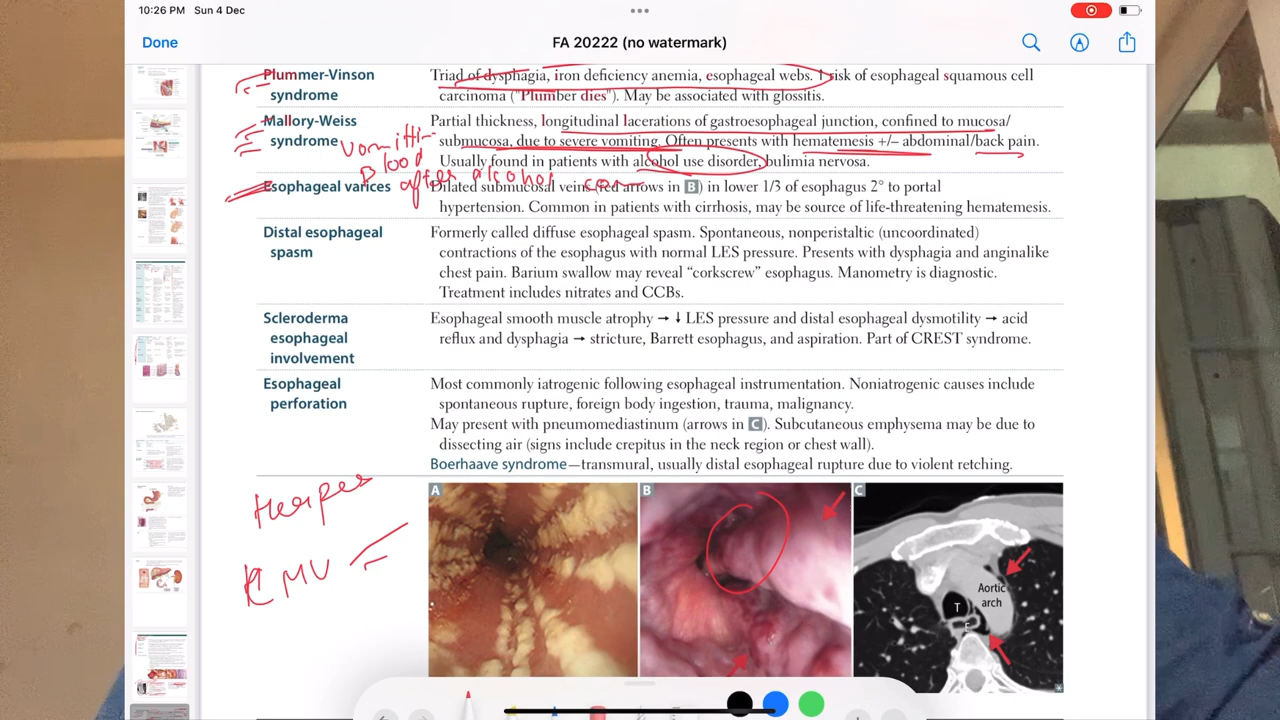 10:26 PM Sun 4 Dec
Done
FA 20222 (no watermark)
Plummer-Vinson
syndrome
Triad of dysphagia, iron deficiency anemia, esophageal webs. ↑ risk of esophageal squamous cell
carcinoma ("Plumber dies"). May be associated with glossitis.
Mallory-Weiss
syndrome
Partial thickness, longitudinal lacerations of gastroesophageal junction, confined to mucosa/
submucosa, due to severe vomiting. Often presents with hematemesis +/– abdominal/back pain.
Usually found in patients with alcohol use disorder, bulimia nervosa.
Blood
after alcohol
Esophageal varices
Dilated submucosal veins (red arrows in B) in lower 1/3 of esophagus 2° to portal
hypertension. Common in patients with cirrhosis, may be source of life-threatening hematemesis.
Distal esophageal
spasm
Formerly called diffuse esophageal spasm. Spontaneous, nonperistaltic (uncoordinated)
contractions of the esophagus with normal LES pressure. Presents with dysphagia and anginalike
chest pain. Barium swallow may reveal “corkscrew” esophagus. Manometry is diagnostic.
Treatment includes nitrates and CCBs.
Scleroderma
esophageal
involvement
Esophageal smooth muscle atrophy → ↓ LES pressure and distal esophageal dysmotility → acid
reflux and dysphagia → stricture, Barrett esophagus, and aspiration. Part of CREST syndrome.
Esophageal
perforation
Most commonly iatrogenic following esophageal instrumentation. Noniatrogenic causes include
spontaneous rupture, foreign body ingestion, trauma, malignancy.
May present with pneumomediastinum (arrows in C). Subcutaneous emphysema may be due to
dissecting air (signs include crepitus in the neck region or chest wall).
Boerhaave syndrome—transmural, usually distal esophageal rupture due to violent retching.
Herpes
CMV
A
B
C
Aortic
arch
T
E